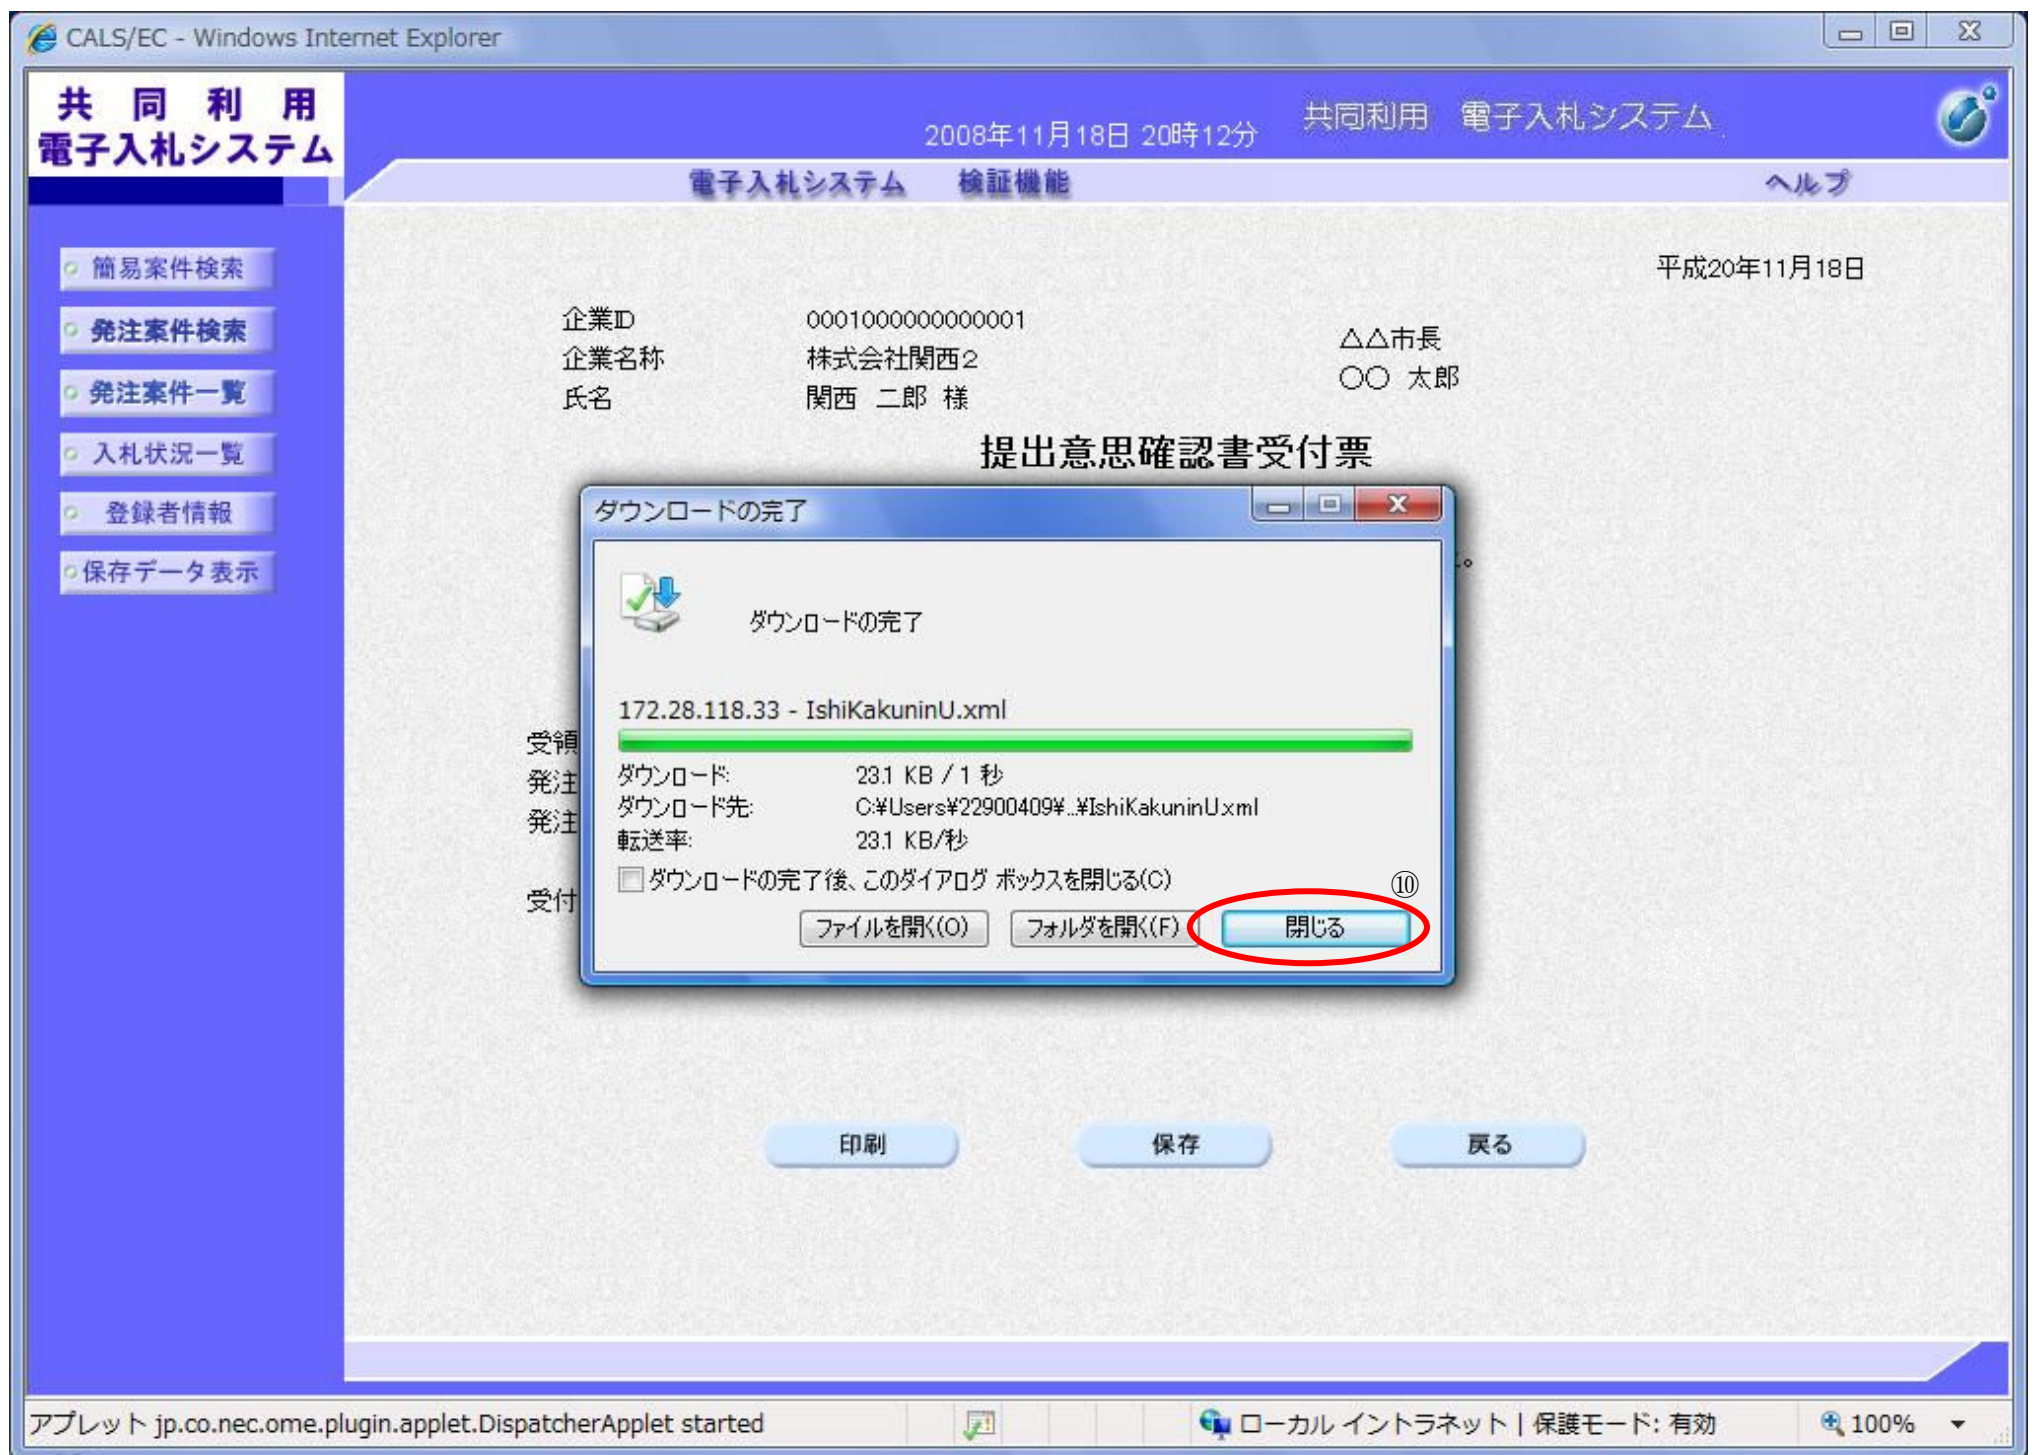 CALS/EC - Windows Internet Explorer
共同利用
電子入札システム
2008年11月18日 20時12分
共同利用 電子入札システム
電子入札システム 検証機能 ヘルプ
簡易案件検索
発注案件検索
発注案件一覧
入札状況一覧
登録者情報
保存データ表示
平成20年11月18日
企業ID 0001000000000001
企業名称 株式会社関西2
氏名 関西 二郎 様
△△市長
〇〇 太郎
提出意思確認書受付票
ダウンロードの完了
ダウンロードの完了
172.28.118.33 - IshiKakuninU.xml
受領
発注
発注
受付
ダウンロード: 23.1 KB / 1 秒
ダウンロード先: C:¥Users¥22900409¥...¥IshiKakuninU.xml
転送率: 23.1 KB/秒
ダウンロードの完了後、このダイアログ ボックスを閉じる(C)
⑩
ファイルを開く(O) フォルダを開く(F) 閉じる
印刷 保存 戻る
アプレット jp.co.nec.ome.plugin.applet.DispatcherApplet started
ローカル イントラネット | 保護モード: 有効
100%